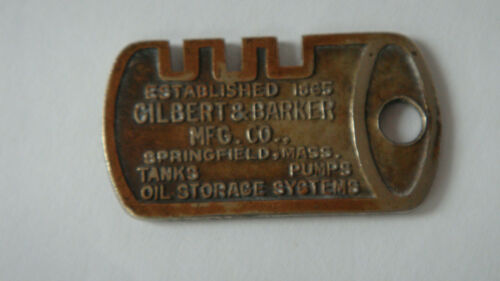 ESTABLISHED 1865
GILBERT & BARKER
MFG. CO.,
SPRINGFIELD, MASS.
TANKS PUMPS
OIL STORAGE SYSTEMS